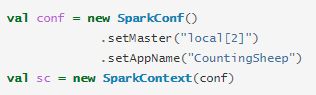 val conf = new SparkConf()
.setMaster("local[2]")
.setAppName("CountingSheep")
val sc = new SparkContext(conf)